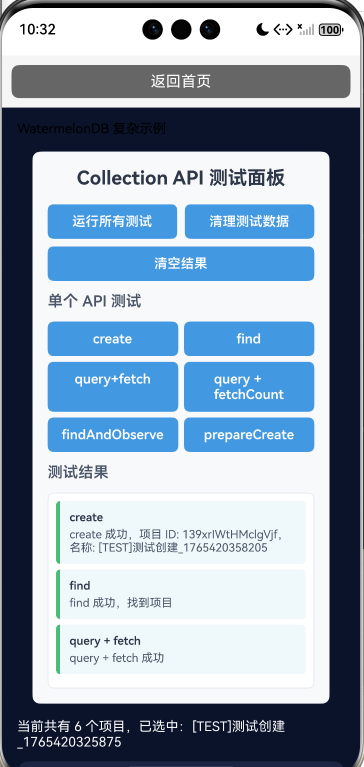 10:32
100
返回首页
WatermelonDB 复杂示例
Collection API 测试面板
运行所有测试
清理测试数据
清空结果
单个 API 测试
create
find
query+fetch
query +
fetchCount
findAndObserve
prepareCreate
测试结果
create
create 成功，项目 ID: 139xrIWtHMclgVjf,
名称: [TEST]测试创建_1765420358205
find
find 成功，找到项目
query + fetch
query + fetch 成功
当前共有 6 个项目，已选中：[TEST]测试创建
_1765420325875